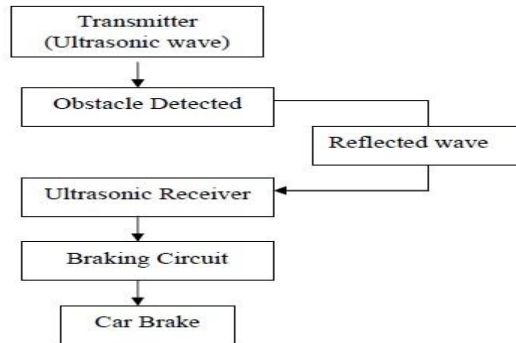 Transmitter
(Ultrasonic wave)
Obstacle Detected
Reflected wave
Ultrasonic Receiver
Braking Circuit
Car Brake